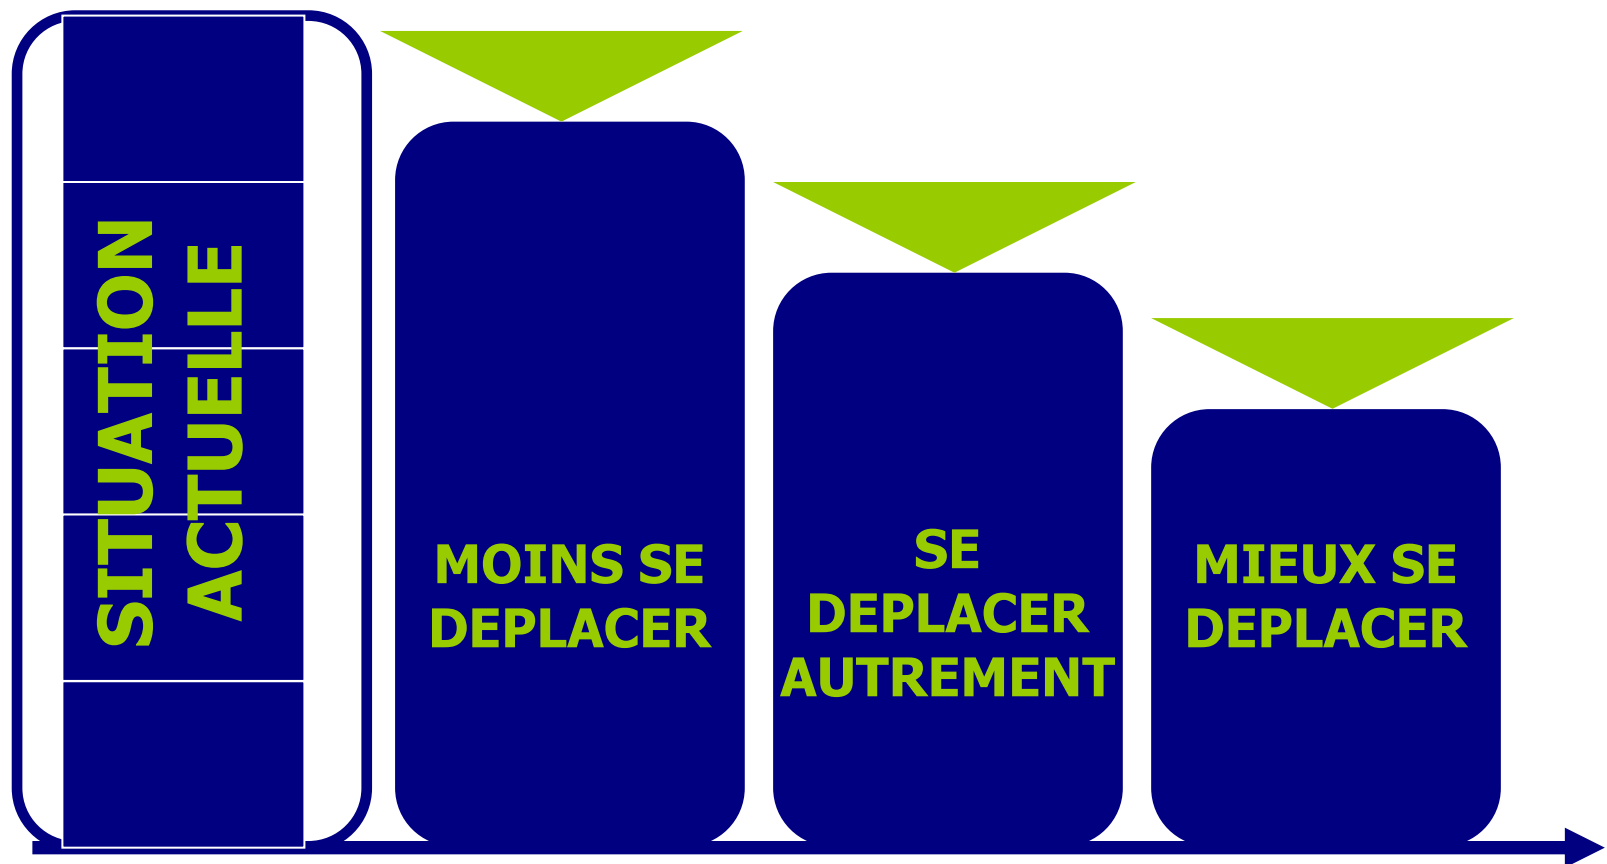 SITUATION
ACTUELLE
MOINS SE
DEPLACER
SE
DEPLACER
AUTREMENT
MIEUX SE
DEPLACER